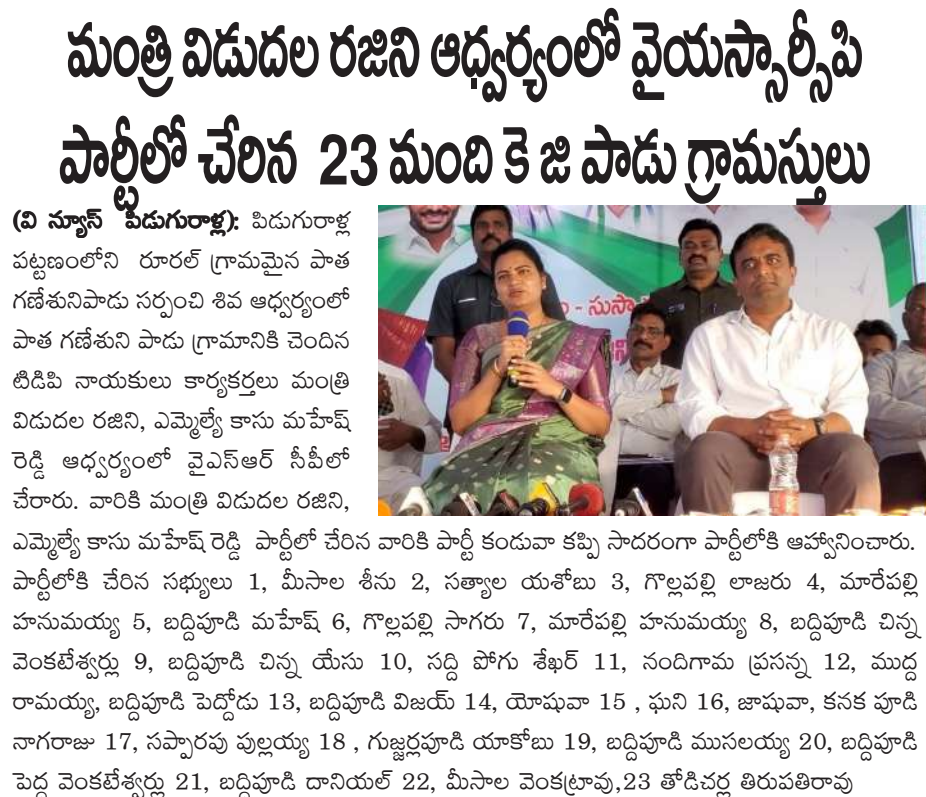 మంత్రి విడుదల రజిని ఆధ్వర్యంలో వైయస్సార్సీపి
పార్టీలో చేరిన 23 మంది కె జి పాడు గ్రామస్తులు
(వి న్యూస్ పిడుగురాళ్ల): పిడుగురాళ్ల
పట్టణంలోని రూరల్ గ్రామమైన పాత
గణేశునిపాడు సర్పంచి శివ ఆధ్వర్యంలో
పాత గణేశుని పాడు గ్రామానికి చెందిన
టిడిపి నాయకులు కార్యకర్తలు మంత్రి
విడుదల రజిని, ఎమ్మెల్యే కాసు మహేష్
రెడ్డి ఆధ్వర్యంలో వైఎస్ఆర్ సీపీలో
చేరారు. వారికి మంత్రి విడుదల రజిని,
ఎమ్మెల్యే కాసు మహేష్ రెడ్డి పార్టీలో చేరిన వారికి పార్టీ కండువా కప్పి సాదరంగా పార్టీలోకి ఆహ్వానించారు.
పార్టీలోకి చేరిన సభ్యులు 1, మీసాల శీను 2, సత్యాల యశోబు 3, గొల్లపల్లి లాజరు 4, మారేపల్లి
హనుమయ్య 5, బద్దిపూడి మహేష్ 6, గొల్లపల్లి సాగరు 7, మారేపల్లి హనుమయ్య 8, బద్దిపూడి చిన్న
వెంకటేశ్వర్లు 9, బద్దిపూడి చిన్న యేసు 10, సద్ది పోగు శేఖర్ 11, నందిగామ ప్రసన్న 12, ముద్ద
రామయ్య, బద్దిపూడి పెద్దోడు 13, బద్దిపూడి విజయ్ 14, యోషువా 15 , ఘని 16, జాషువా, కనక పూడి
నాగరాజు 17, సప్పారపు పుల్లయ్య 18 , గుజ్జర్లపూడి యాకోబు 19, బద్దిపూడి ముసలయ్య 20, బద్దిపూడి
పెద్ద వెంకటేశ్వర్లు 21, బద్దిపూడి దానియల్ 22, మీసాల వెంకట్రావు,23 తోడిచర్ల తిరుపతిరావు